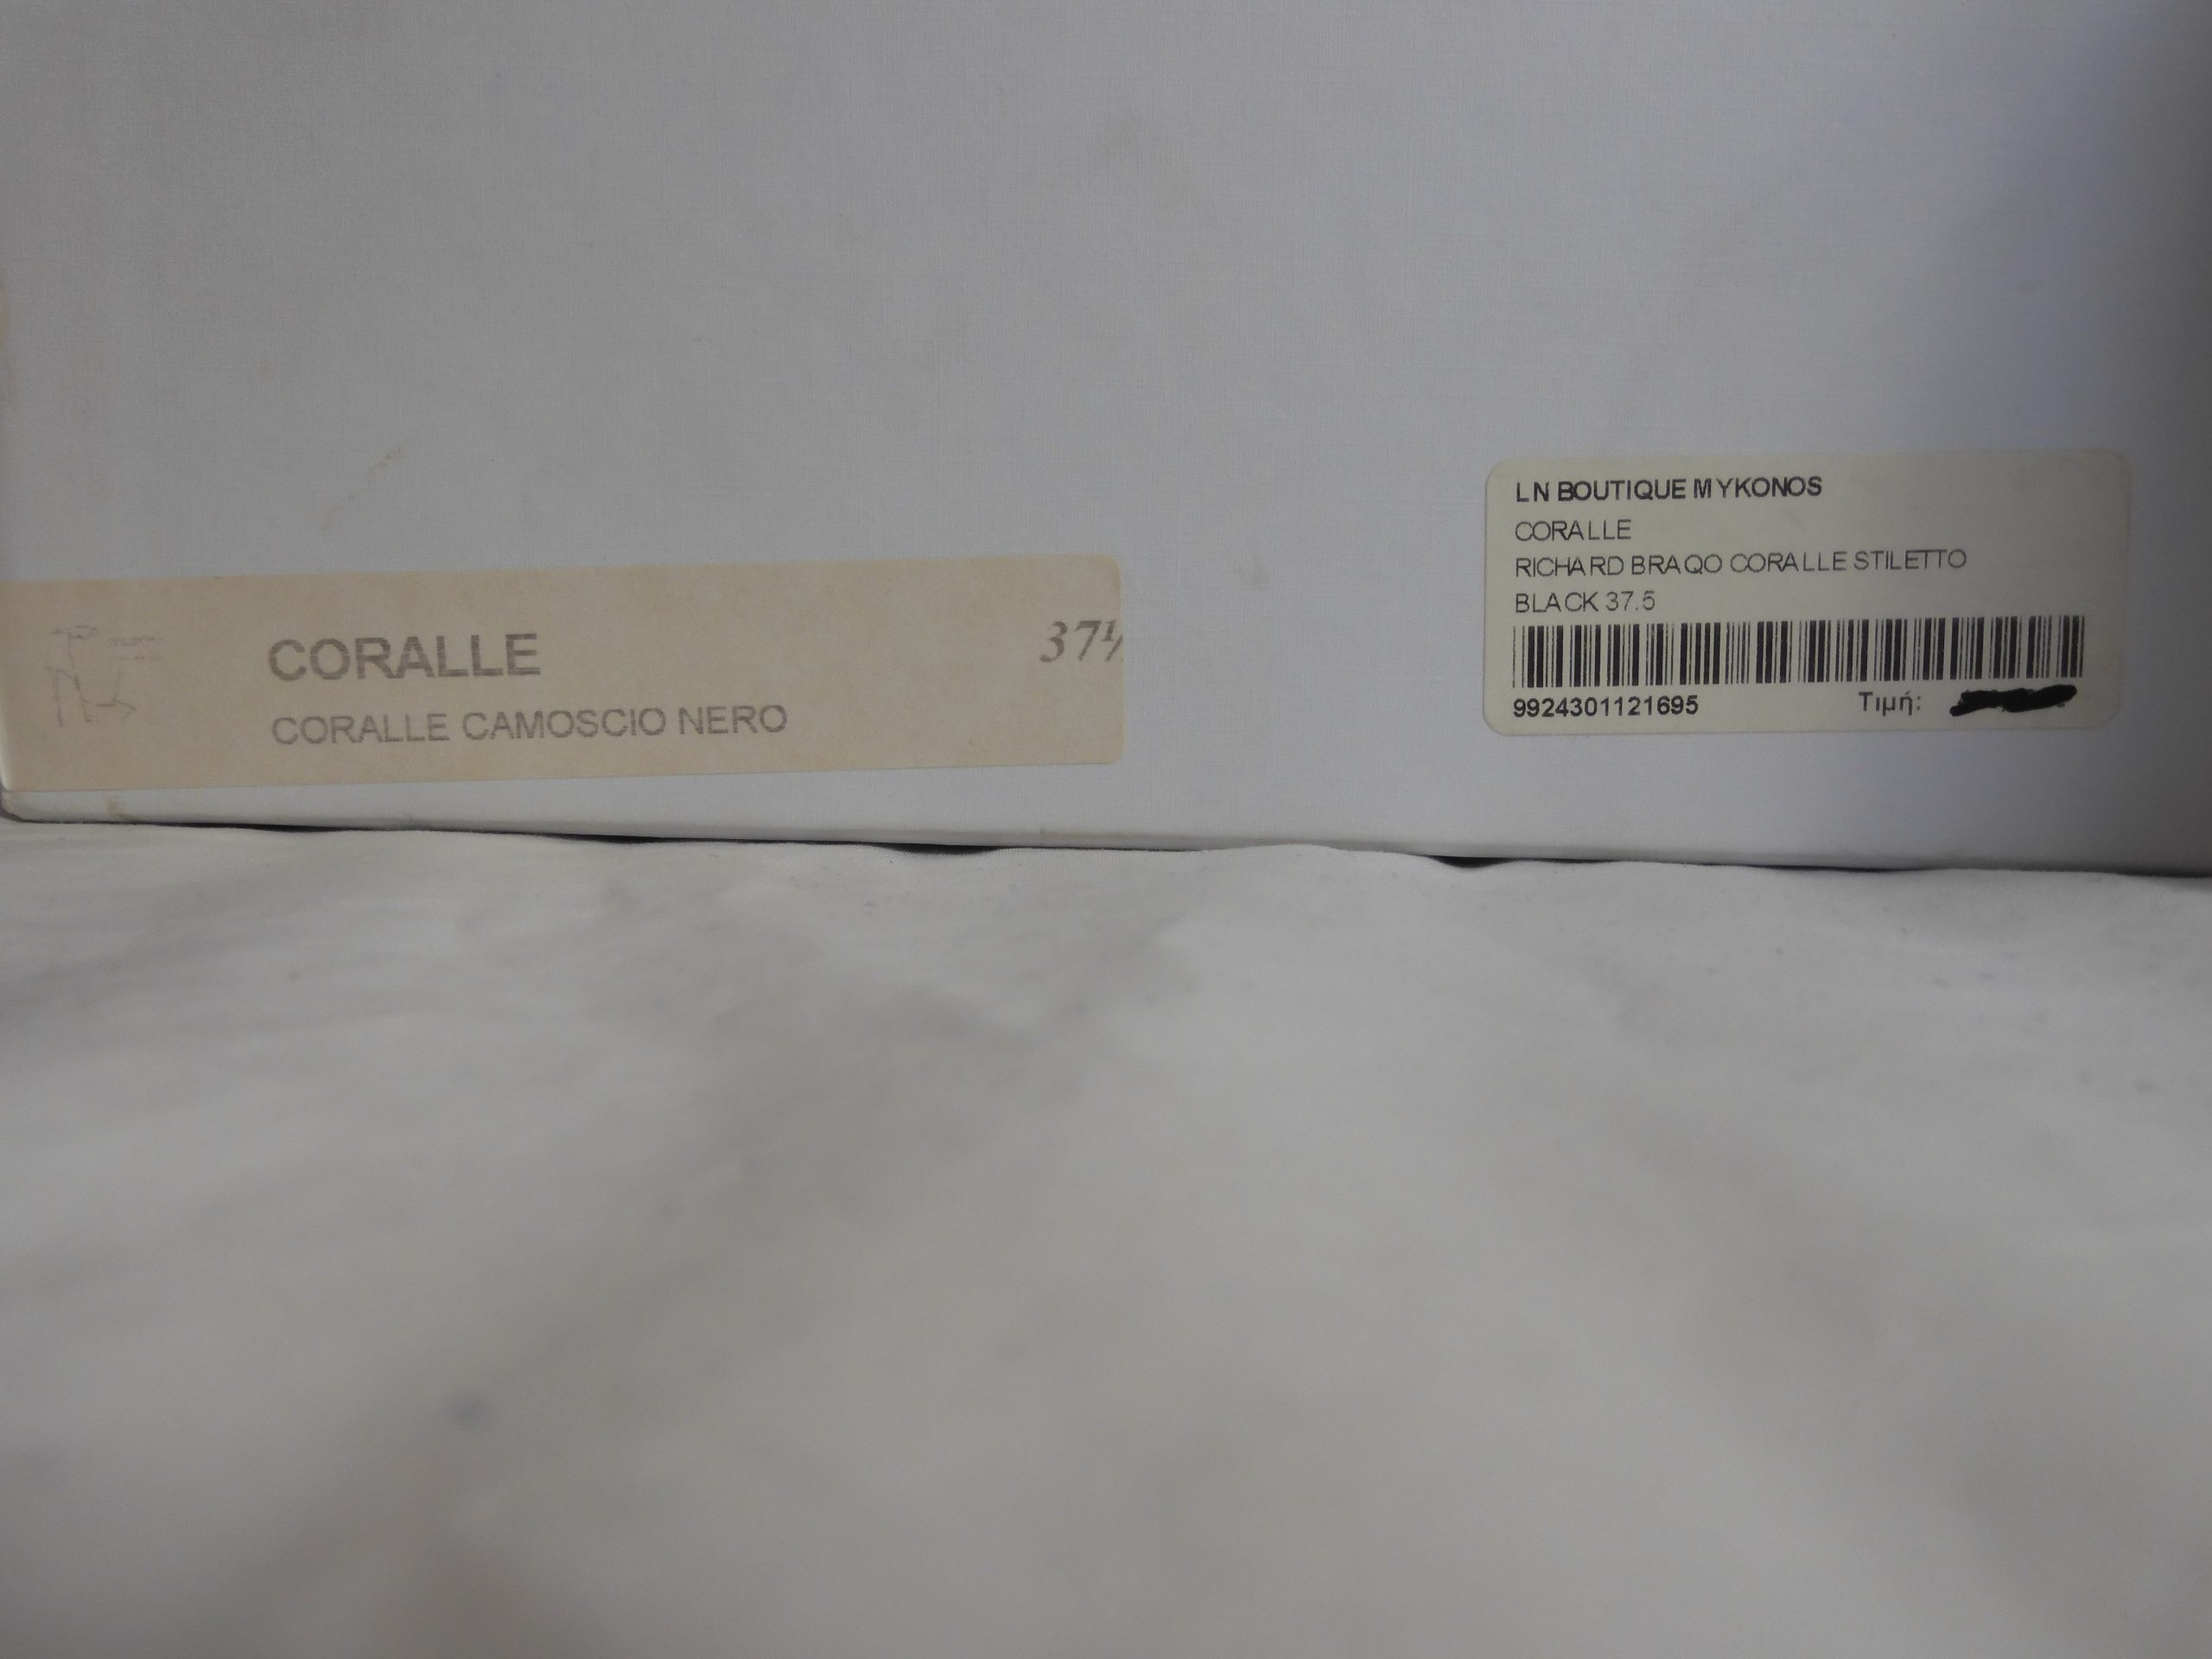 CORALLE
37½
CORALLE CAMOSCIO NERO
LN BOUTIQUE MYKONOS
CORALLE
RICHARD BRAQO CORALLE STILETTO
BLACK 37.5
9924301121695 Τιμή: